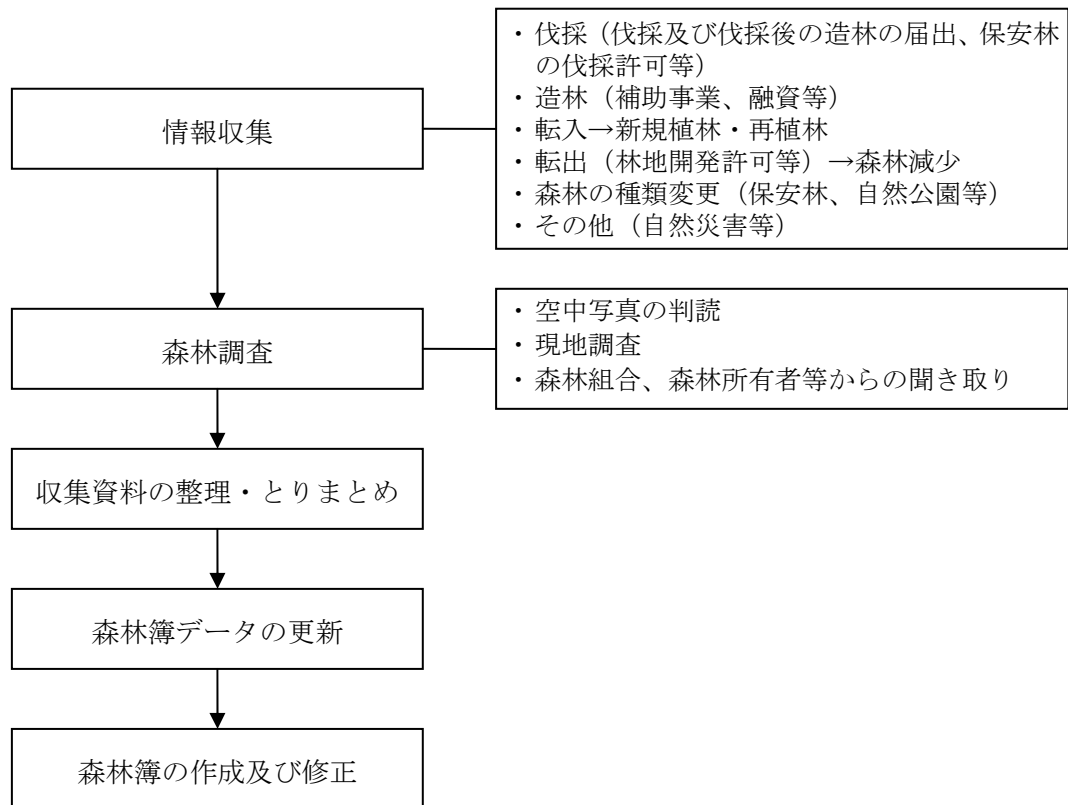 情報収集
・伐採（伐採及び伐採後の造林の届出、保安林
の伐採許可等）
・造林（補助事業、融資等）
・転入→新規植林・再植林
・転出（林地開発許可等）→森林減少
・森林の種類変更（保安林、自然公園等）
・その他（自然災害等）
森林調査
・空中写真の判読
・現地調査
・森林組合、森林所有者等からの聞き取り
収集資料の整理・とりまとめ
森林簿データの更新
森林簿の作成及び修正